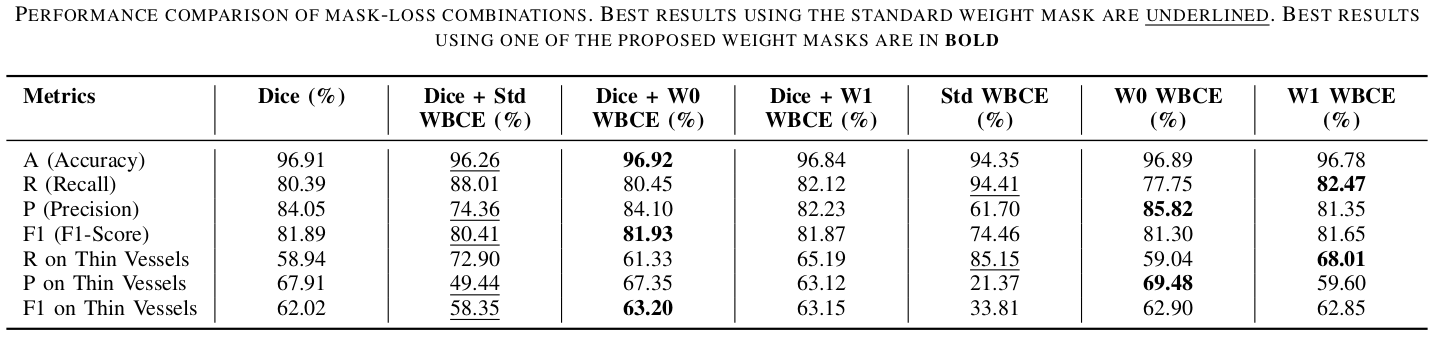 PERFORMANCE COMPARISON OF MASK-LOSS COMBINATIONS. BEST RESULTS USING THE STANDARD WEIGHT MASK ARE UNDERLINED. BEST RESULTS
USING ONE OF THE PROPOSED WEIGHT MASKS ARE IN BOLD
Metrics Dice (%) Dice + Std Dice + W0 Dice + W1 Std WBCE W0 WBCE W1 WBCE
WBCE (%) WBCE (%) WBCE (%) (%) (%) (%)
A (Accuracy) 96.91 96.26 96.92 96.84 94.35 96.89 96.78
R (Recall) 80.39 88.01 80.45 82.12 94.41 77.75 82.47
P (Precision) 84.05 74.36 84.10 82.23 61.70 85.82 81.35
F1 (F1-Score) 81.89 80.41 81.93 81.87 74.46 81.30 81.65
R on Thin Vessels 58.94 72.90 61.33 65.19 85.15 59.04 68.01
P on Thin Vessels 67.91 49.44 67.35 63.12 21.37 69.48 59.60
F1 on Thin Vessels 62.02 58.35 63.20 63.15 33.81 62.90 62.85